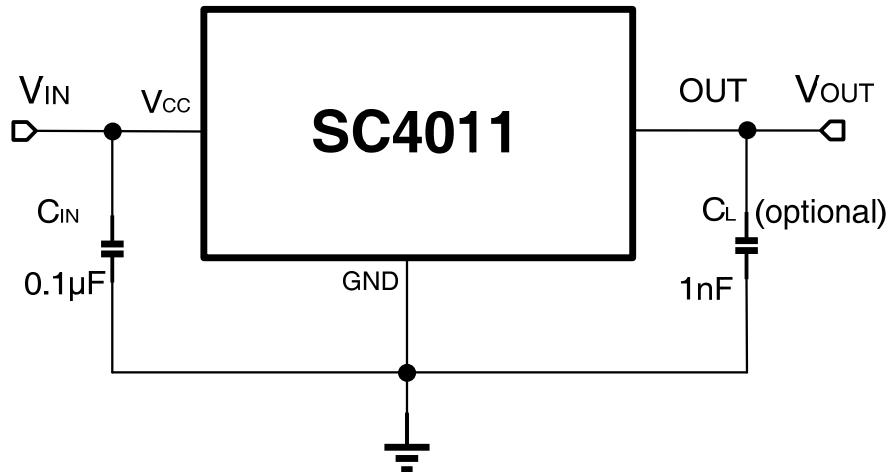 VIN
VCC
SC4011
OUT
VOUT
CIN
0.1µF
GND
CL (optional)
1nF